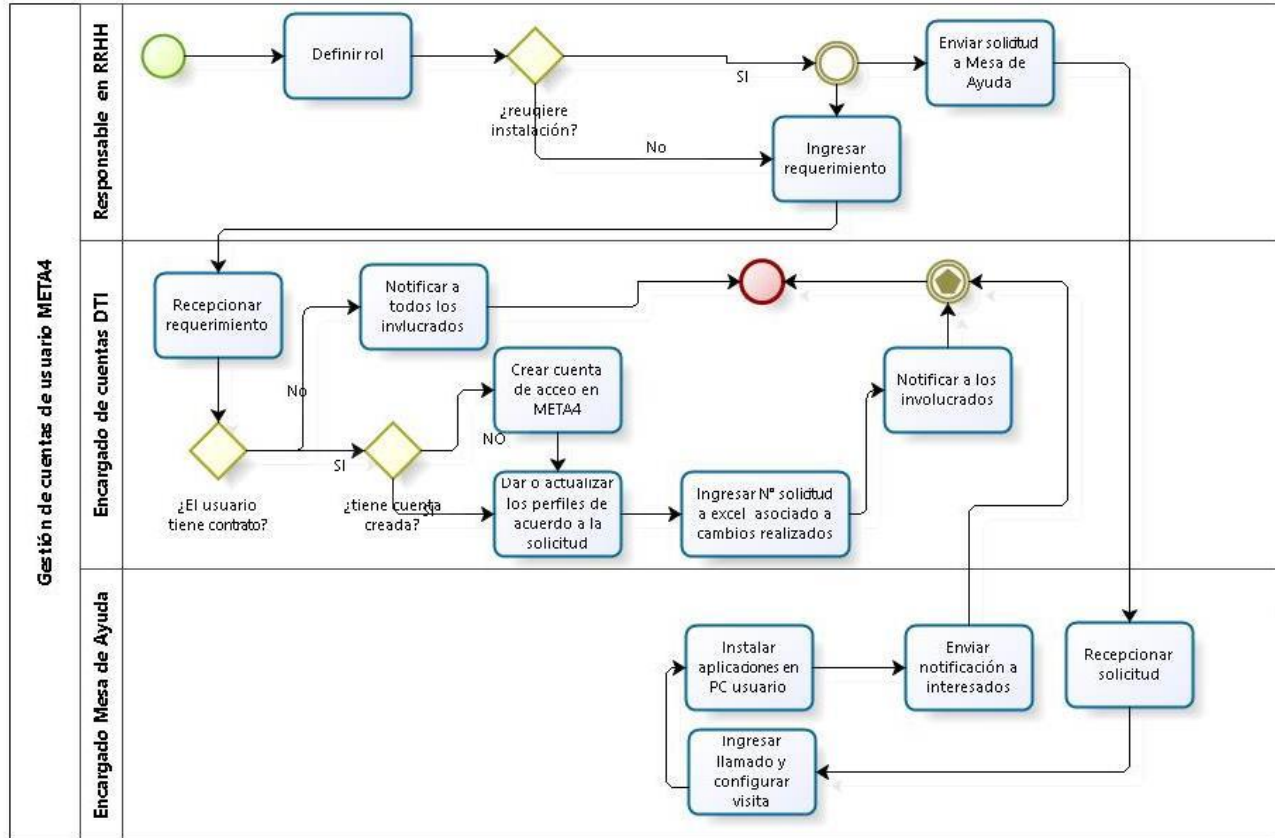 Gestión de cuentas de usuario META4
Responsable en RRHH
Definir rol
¿reuqiere
instalación?
SI
No
Enviar solicitud
a Mesa de
Ayuda
Ingresar
requerimiento
Encargado de cuentas DTI
Recepcionar
requerimiento
Notificar a
todos los
invlucrados
No
¿El usuario
tiene contrato?
SI
¿tiene cuenta
creada?
NO
SI
Crear cuenta
de acceo en
META4
Dar o actualizar
los perfiles de
acuerdo a la
solicitud
Ingresar N° solicitud
a excel asociado a
cambios realizados
Notificar a los
involucrados
Encargado Mesa de Ayuda
Instalar
aplicaciones en
PC usuario
Enviar
notificación a
interesados
Recepcionar
solicitud
Ingresar
llamado y
configurar
visita